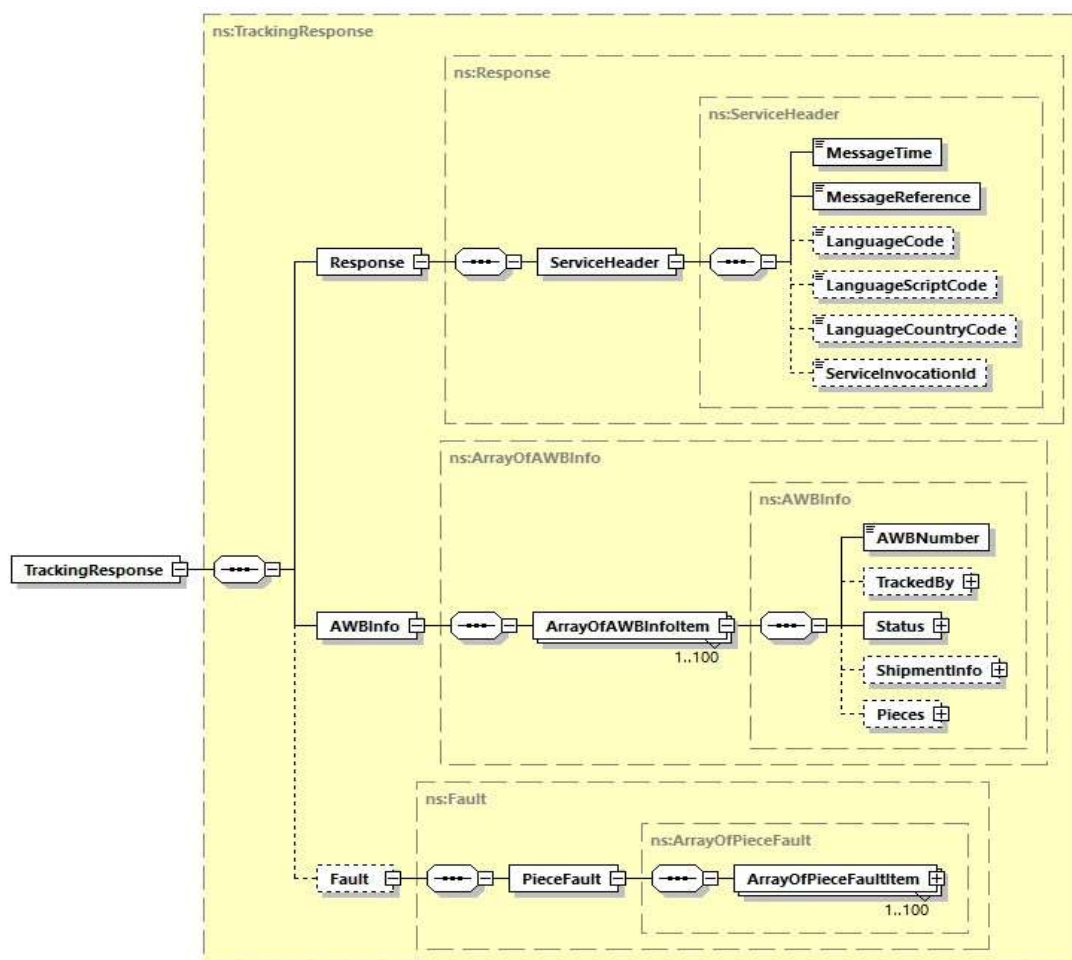 ns:TrackingResponse
ns:Response
ns:ServiceHeader
MessageTime
MessageReference
LanguageCode
Response
ServiceHeader
LanguageScriptCode
LanguageCountryCode
ServiceInvocationId
ns:ArrayOfAWBInfo
ns:AWBInfo
AWBNumber
TrackingResponse
TrackedBy
AWBInfo
ArrayOfAWBInfoItem
Status
1..100
ShipmentInfo
Pieces
ns:Fault
ns:ArrayOfPieceFault
Fault
PieceFault
ArrayOfPieceFaultItem
1..100